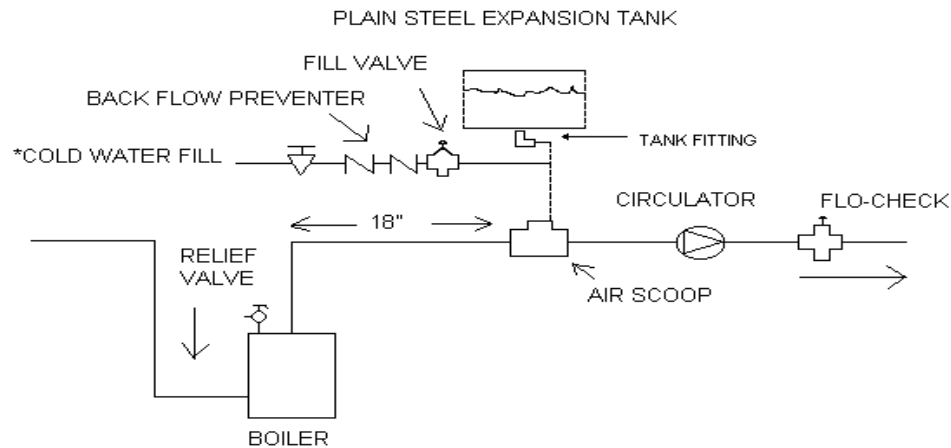 PLAIN STEEL EXPANSION TANK
FILL VALVE
BACK FLOW PREVENTER
TANK FITTING
*COLD WATER FILL
CIRCULATOR
FLO-CHECK
18"
RELIEF
VALVE
AIR SCOOP
BOILER